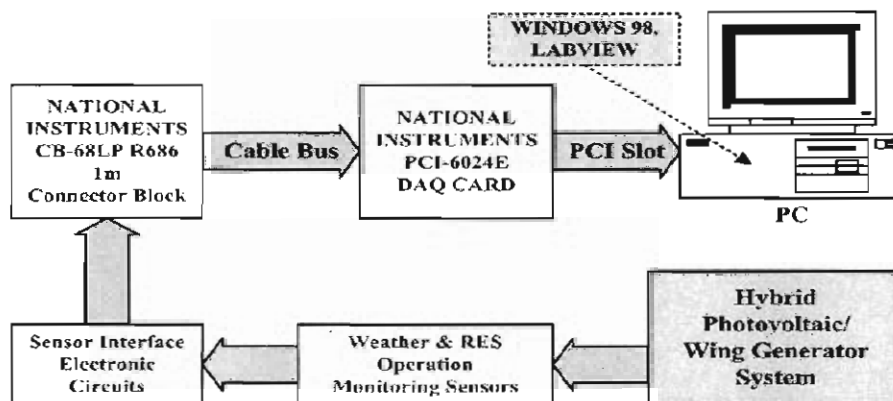 WINDOWS 98,
LABVIEW
NATIONAL
INSTRUMENTS
CB-68LP R686
1m
Connector Block
Cable Bus
NATIONAL
INSTRUMENTS
PCI-6024E
DAQ CARD
PCI Slot
PC
Sensor Interface
Electronic
Circuits
Weather & RES
Operation
Monitoring Sensors
Hybrid
Photovoltaic/
Wing Generator
System